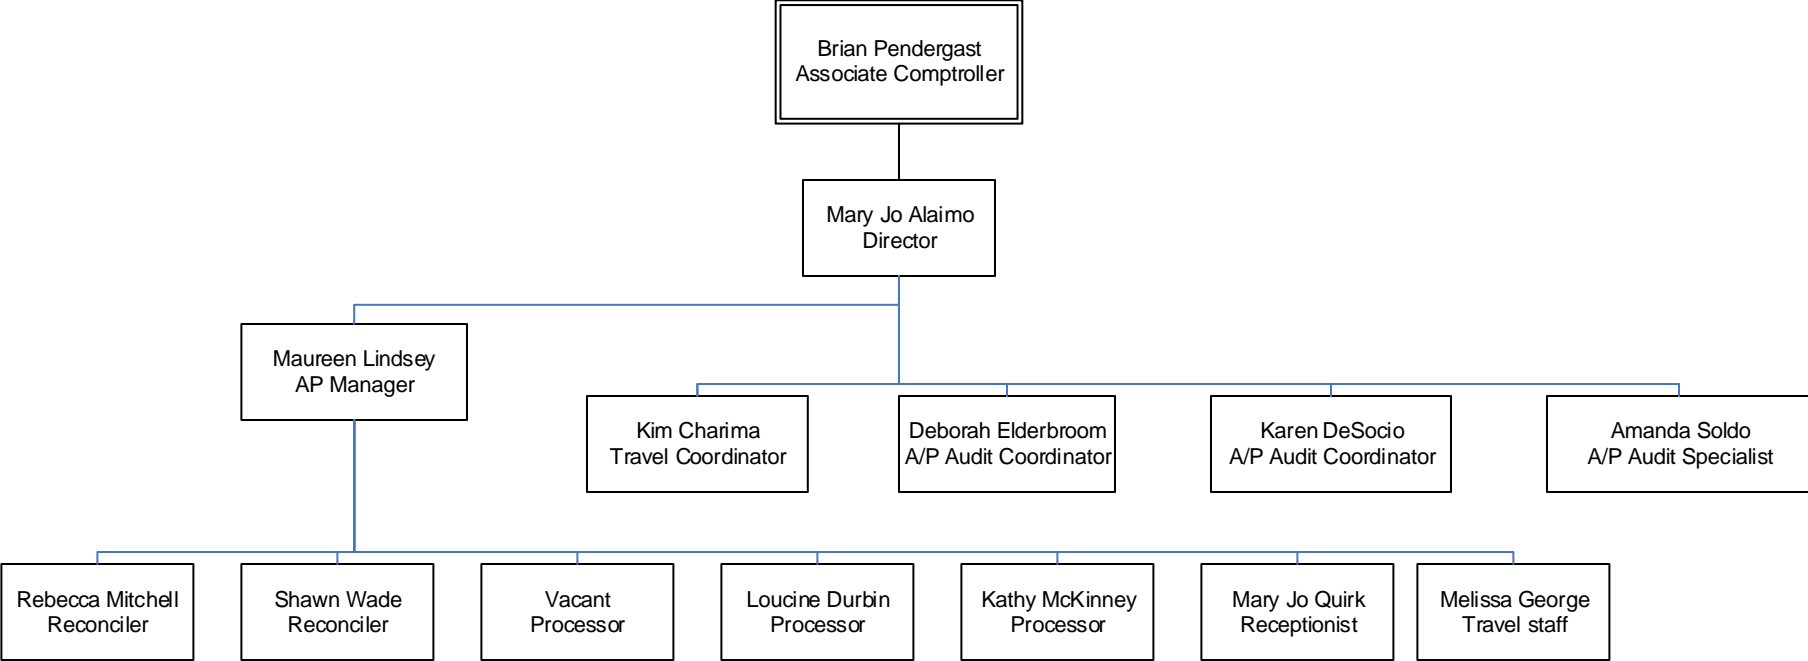 Brian Pendergast
Associate Comptroller
Mary Jo Alaimo
Director
Maureen Lindsey
AP Manager
Kim Charima
Travel Coordinator
Deborah Elderbroom
A/P Audit Coordinator
Karen DeSocio
A/P Audit Coordinator
Amanda Soldo
A/P Audit Specialist
Rebecca Mitchell
Reconciler
Shawn Wade
Reconciler
Vacant
Processor
Loucine Durbin
Processor
Kathy McKinney
Processor
Mary Jo Quirk
Receptionist
Melissa George
Travel staff